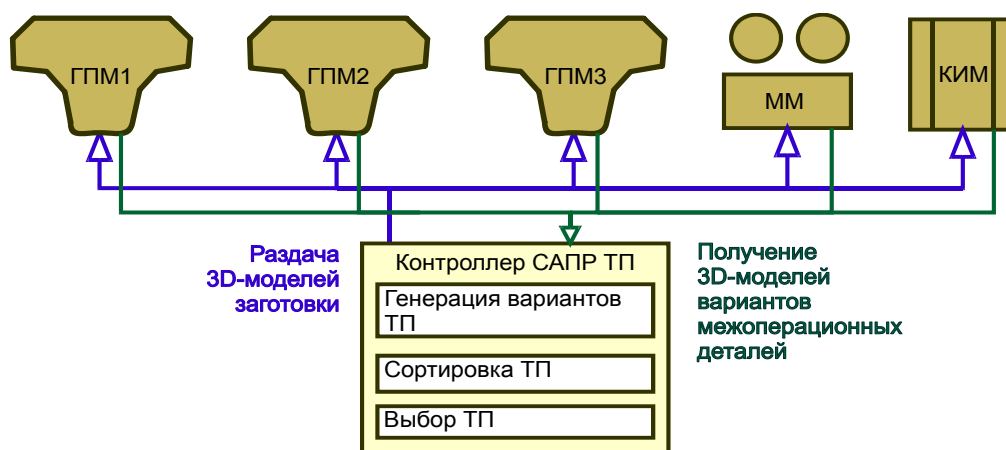 ГПМ1
ГПМ2
ГПМ3
ММ
КИМ
Раздача
3D-моделей
заготовки
Контроллер САПР ТП
Генерация вариантов
ТП
Сортировка ТП
Выбор ТП
Получение
3D-моделей
вариантов
межоперационных
деталей